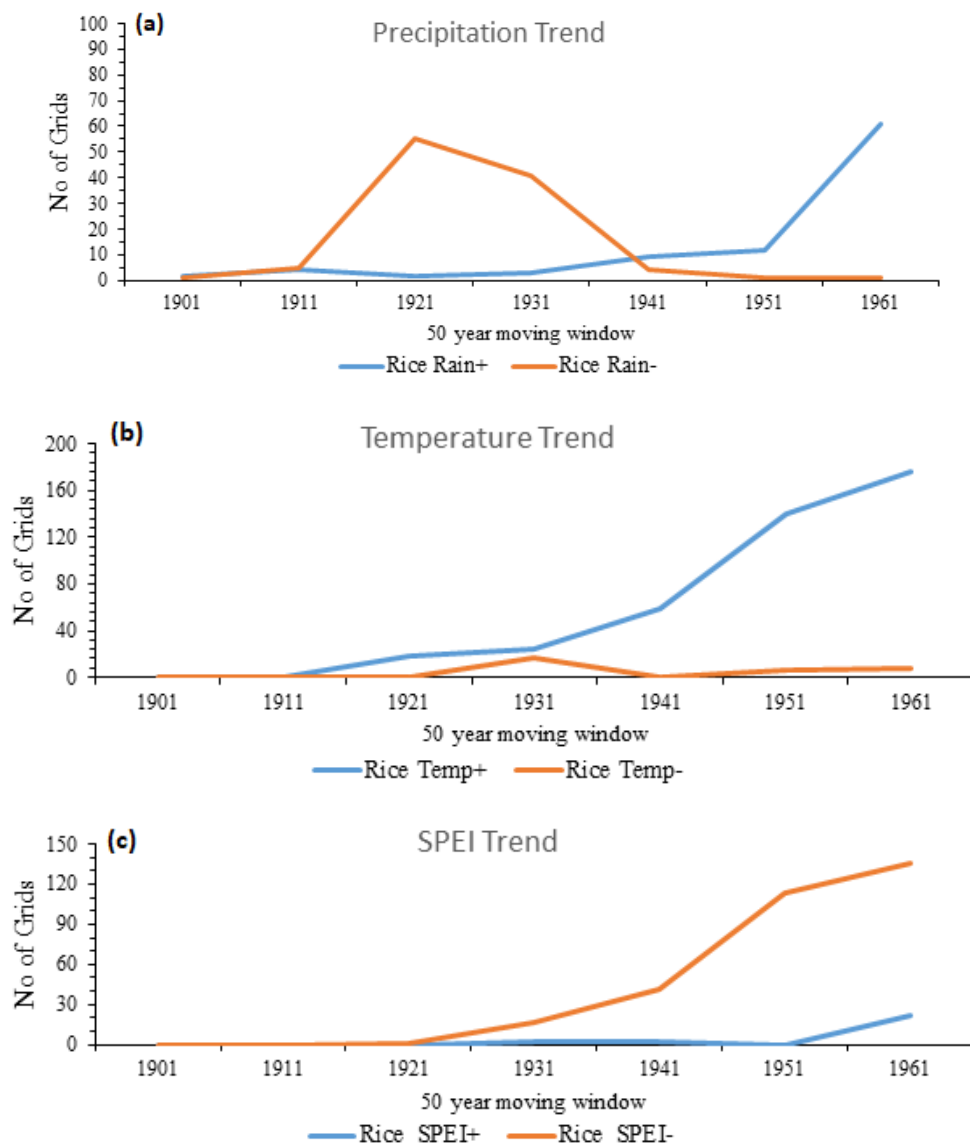 (a)
Precipitation Trend
No of Grids
100
90
80
70
60
50
40
30
20
10
0
1901 1911 1921 1931 1941 1951 1961
50 year moving window
Rice Rain+ Rice Rain-
(b)
Temperature Trend
No of Grids
200
160
120
80
40
0
1901 1911 1921 1931 1941 1951 1961
50 year moving window
Rice Temp+ Rice Temp-
(c)
SPEI Trend
No of Grids
150
120
90
60
30
0
1901 1911 1921 1931 1941 1951 1961
50 year moving window
Rice SPEI+ Rice SPEI-